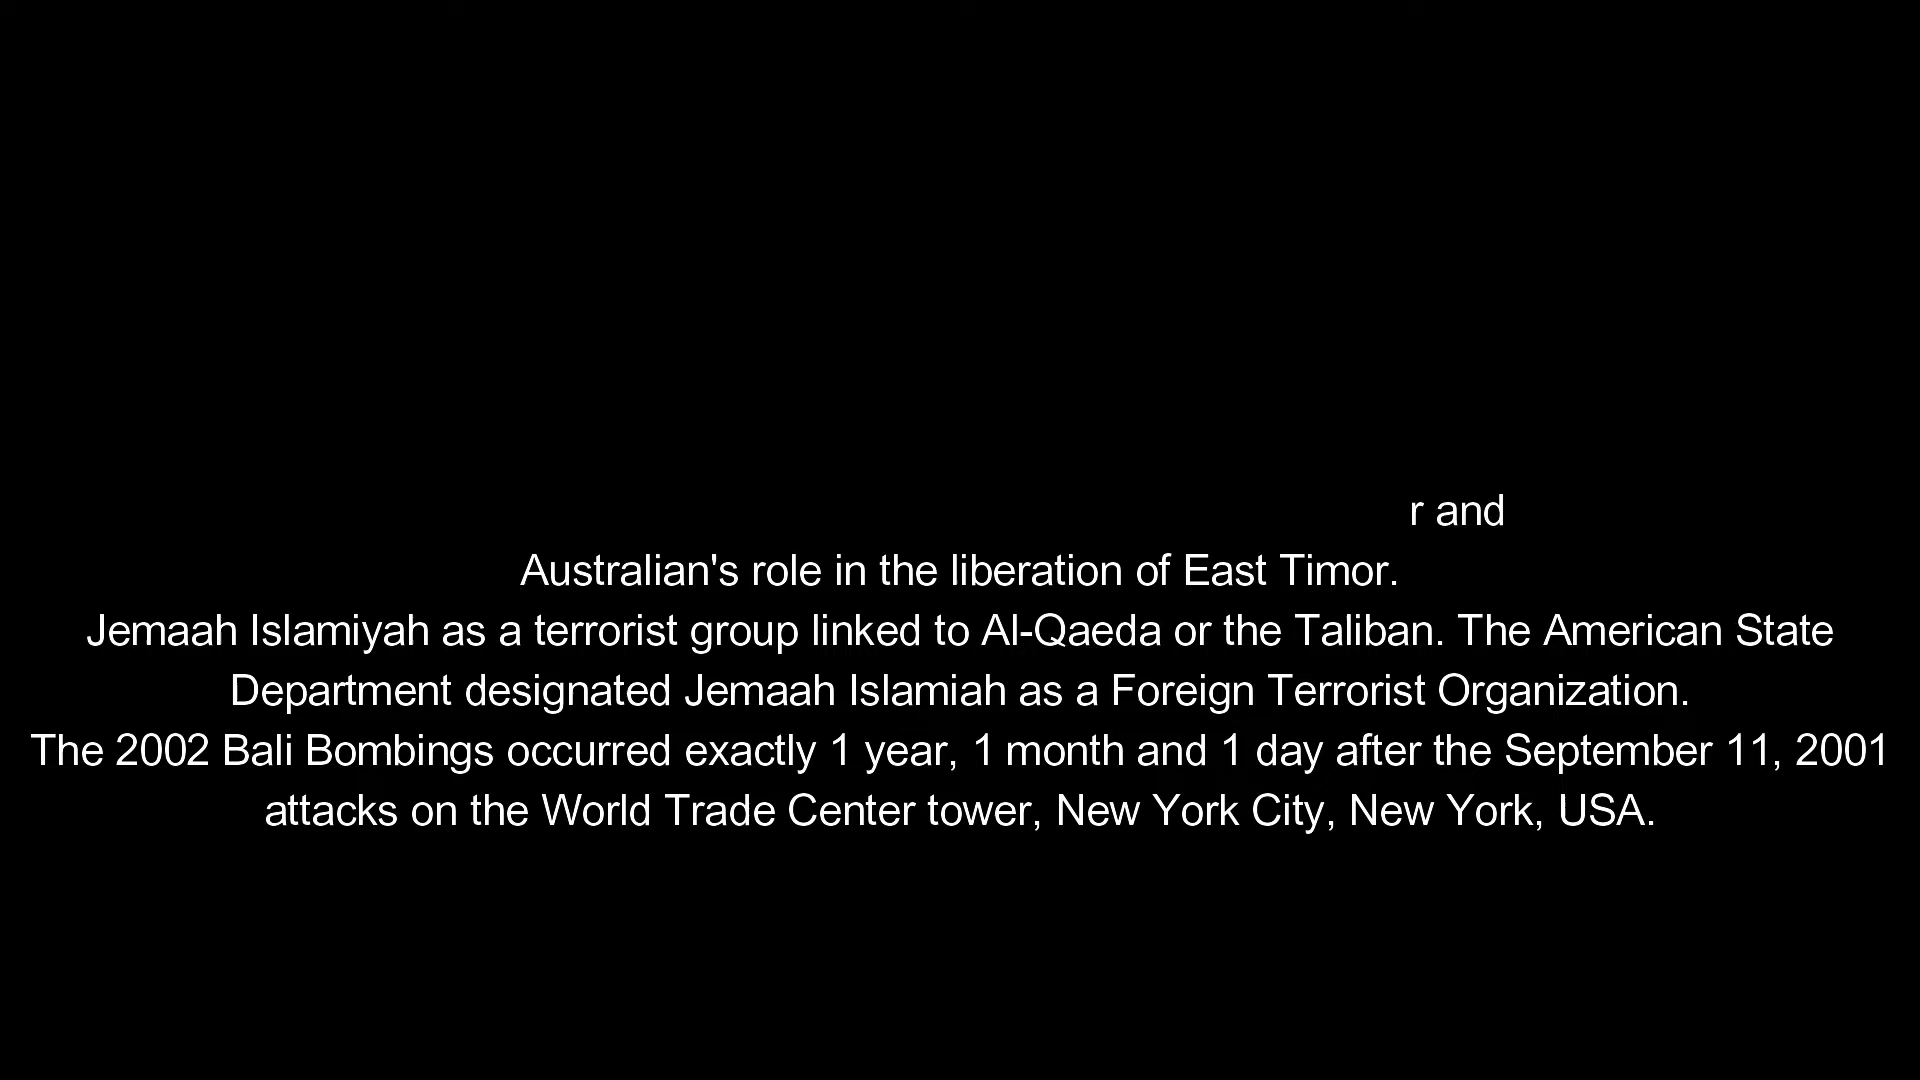 r and
Australian's role in the liberation of East Timor.
Jemaah Islamiyah as a terrorist group linked to Al-Qaeda or the Taliban. The American State
Department designated Jemaah Islamiah as a Foreign Terrorist Organization.
The 2002 Bali Bombings occurred exactly 1 year, 1 month and 1 day after the September 11, 2001
attacks on the World Trade Center tower, New York City, New York, USA.